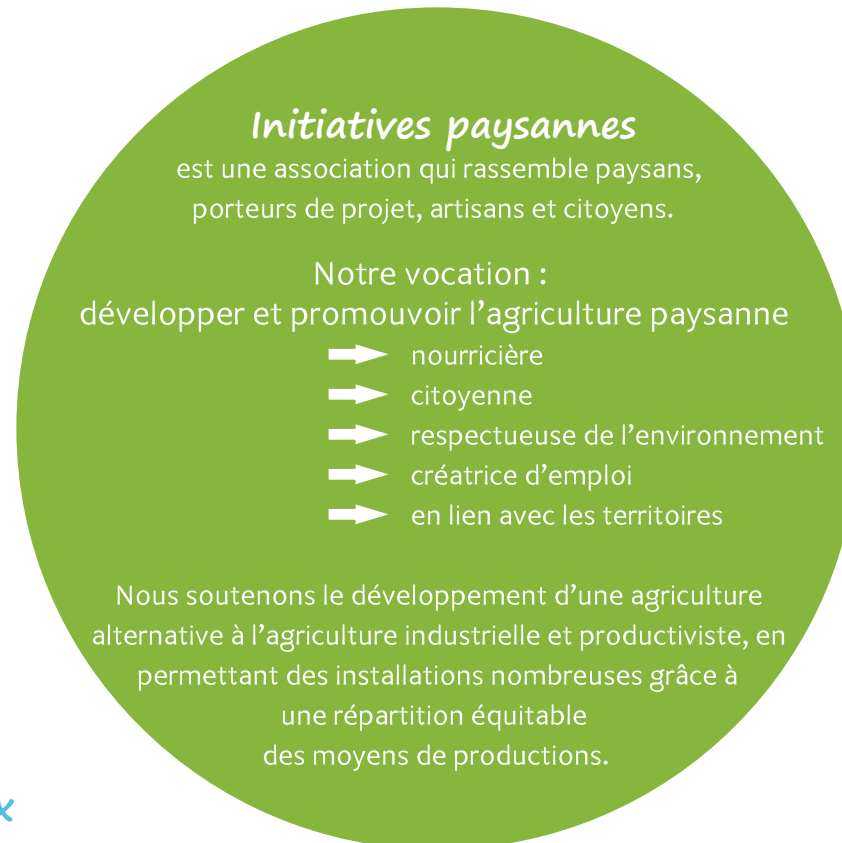 Initiatives paysannes
est une association qui rassemble paysans,
porteurs de projet, artisans et citoyens.
Notre vocation :
développer et promouvoir l’agriculture paysanne
nourricière
citoyenne
respectueuse de l’environnement
créatrice d’emploi
en lien avec les territoires
Nous soutenons le développement d’une agriculture
alternative à l’agriculture industrielle et productiviste, en
permettant des installations nombreuses grâce à
une répartition équitable
des moyens de productions.
x